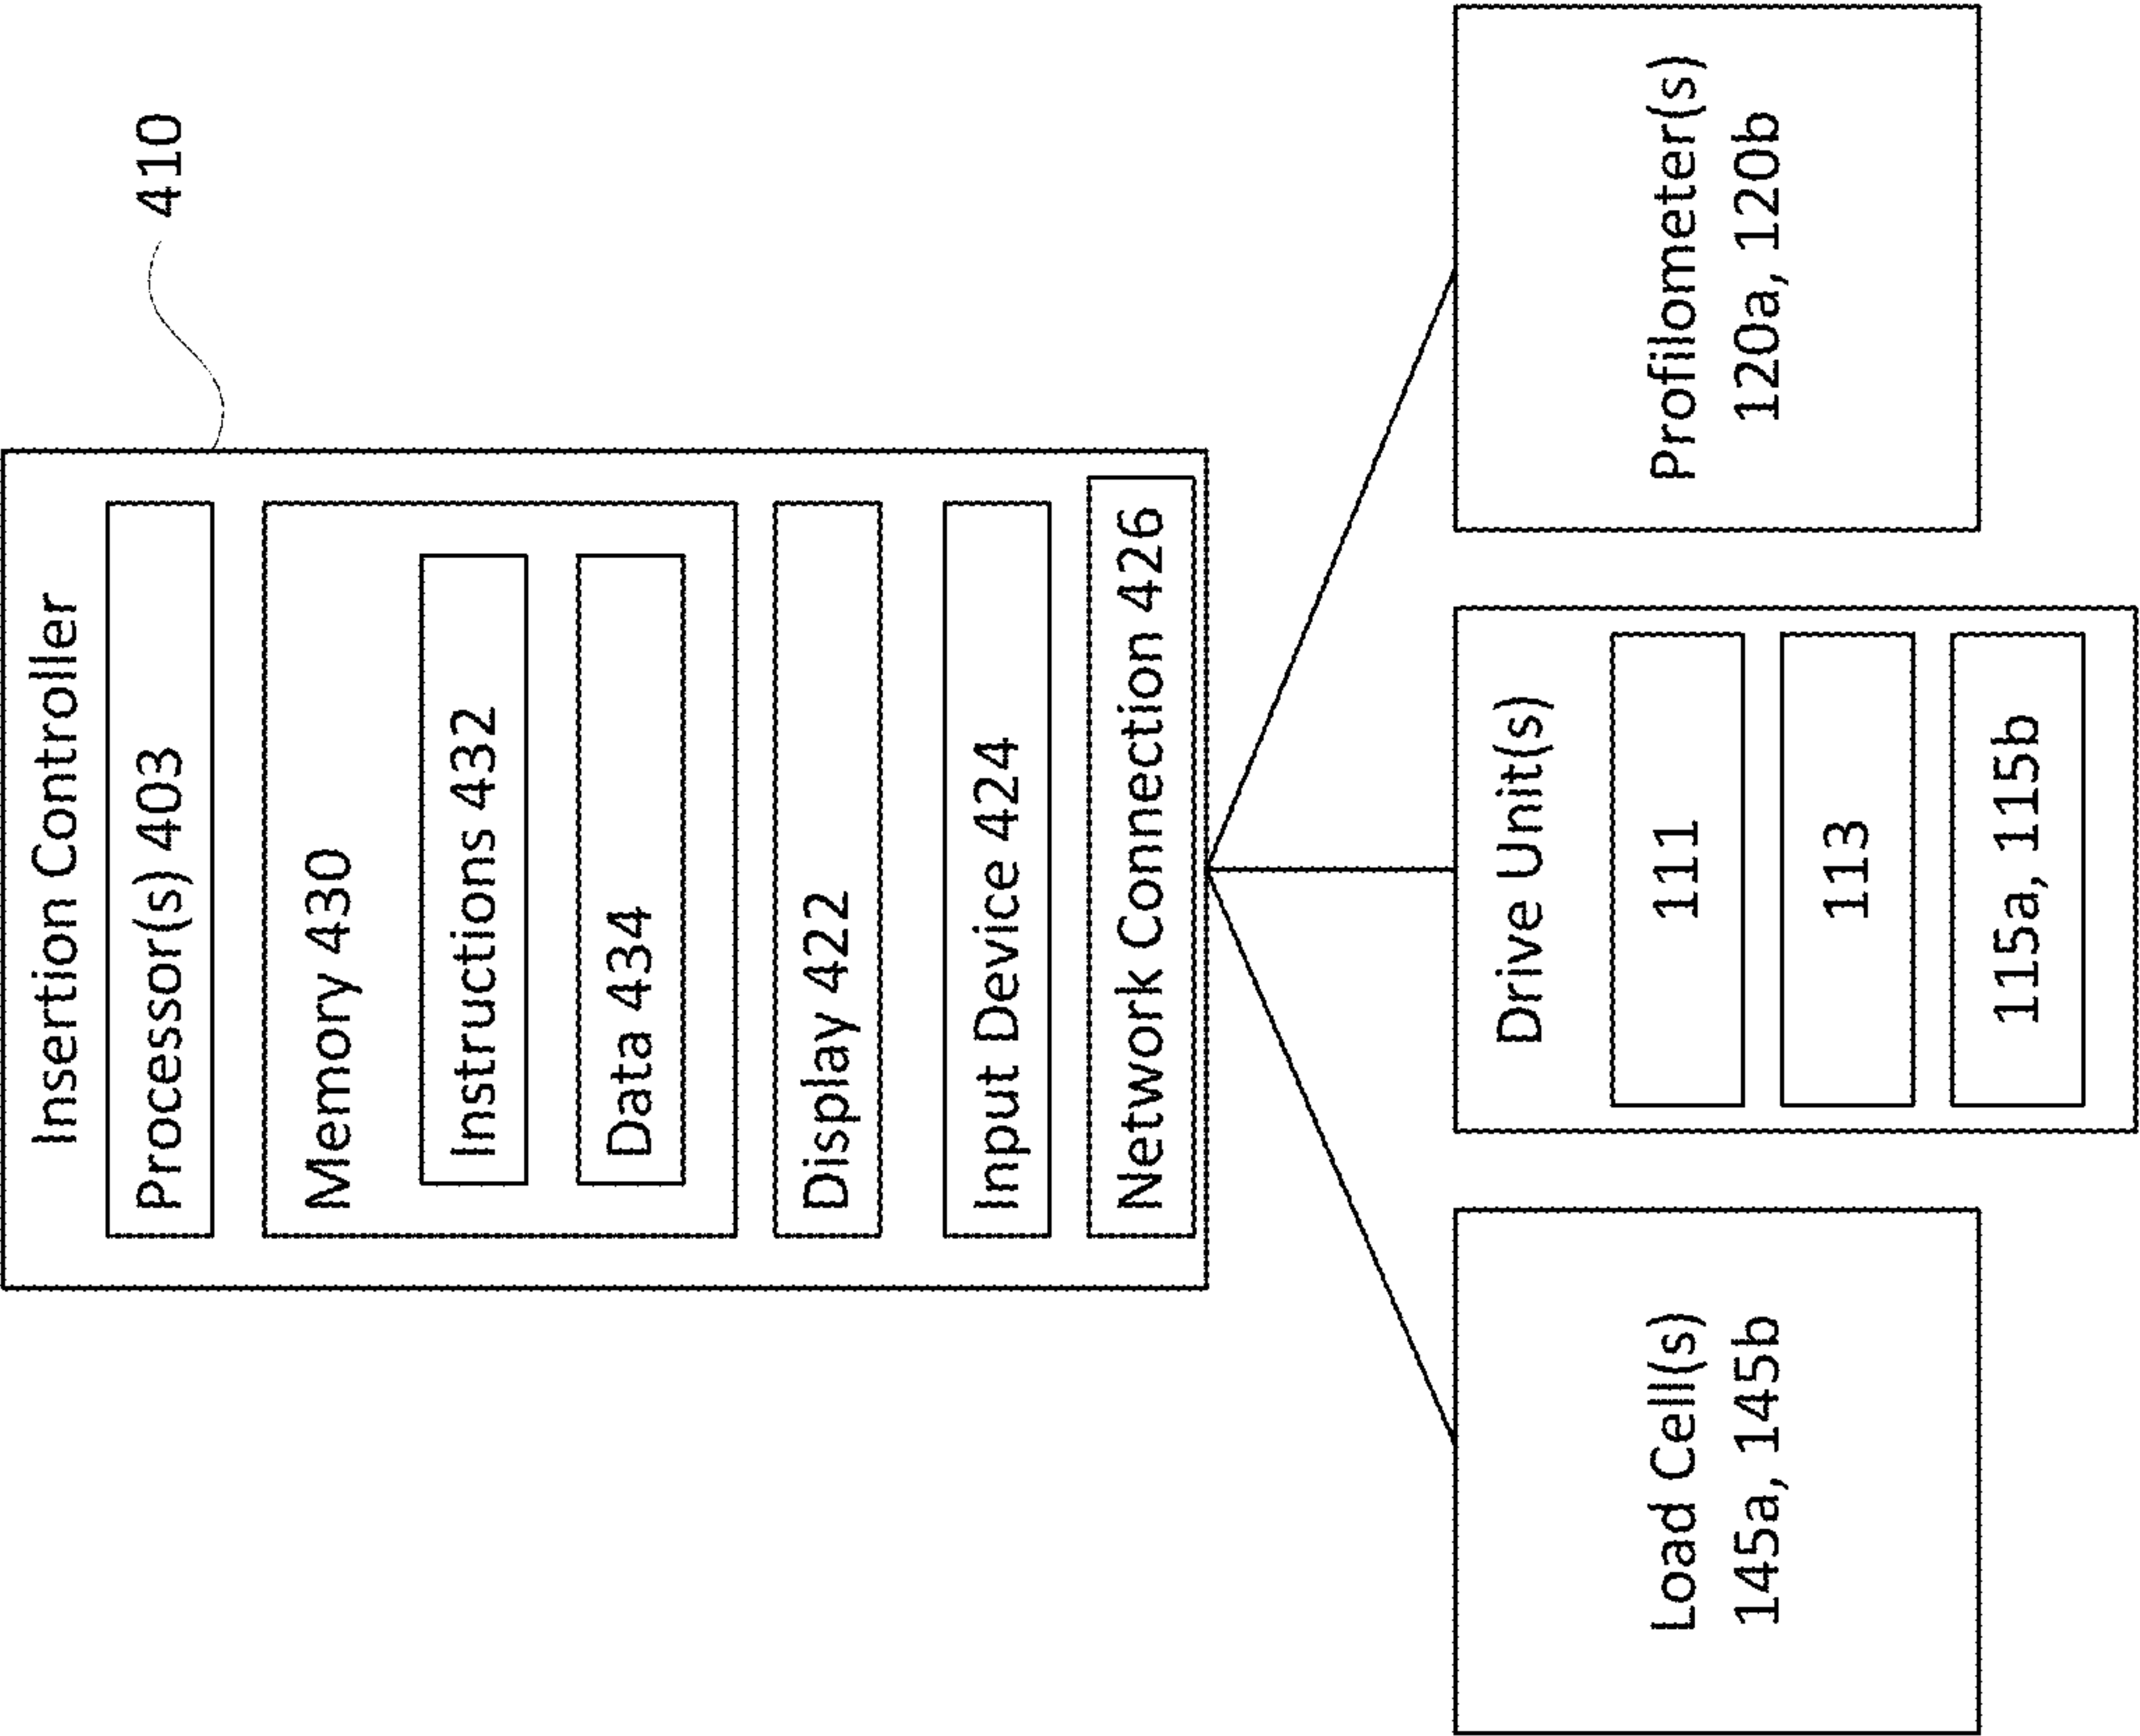 410
Insertion Controller
Processor(s) 403
Memory 430
Instructions 432
Data 434
Display 422
Input Device 424
Network Connection 426
Load Cell(s)
145a, 145b
Drive Unit(s)
111
113
115a, 115b
Profilometer(s)
120a, 120b